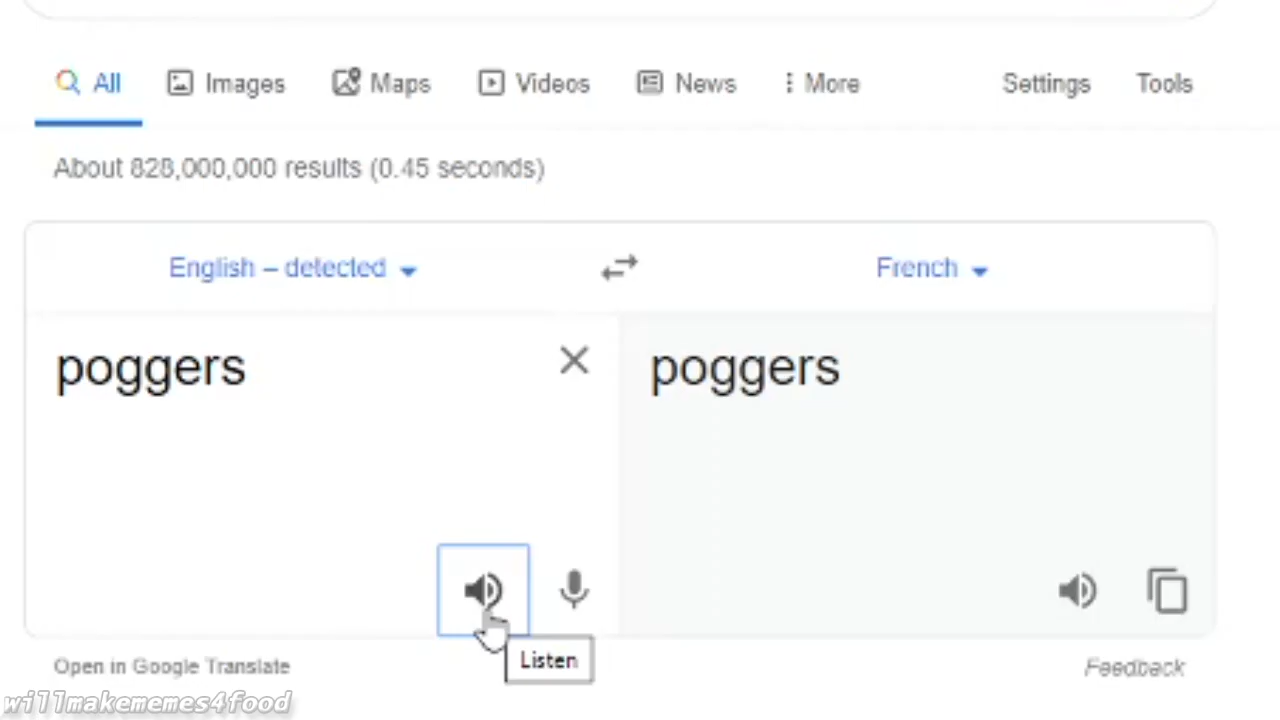 All Images Maps Videos News More Settings Tools
About 828,000,000 results (0.45 seconds)
English – detected French
poggers poggers
Listen
Open in Google Translate Feedback
willmakememes4food